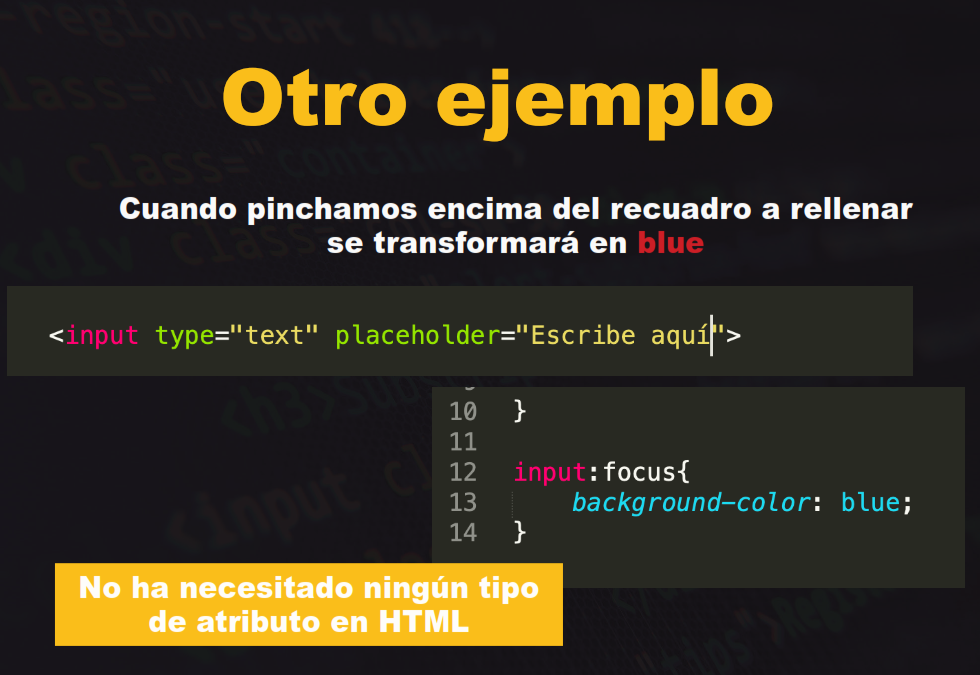 Otro ejemplo
Cuando pinchamos encima del recuadro a rellenar
se transformará en blue
<input type="text" placeholder="Escribe aquí">
10 }
11
12 input:focus{
13 background-color: blue;
14 }
No ha necesitado ningún tipo
de atributo en HTML